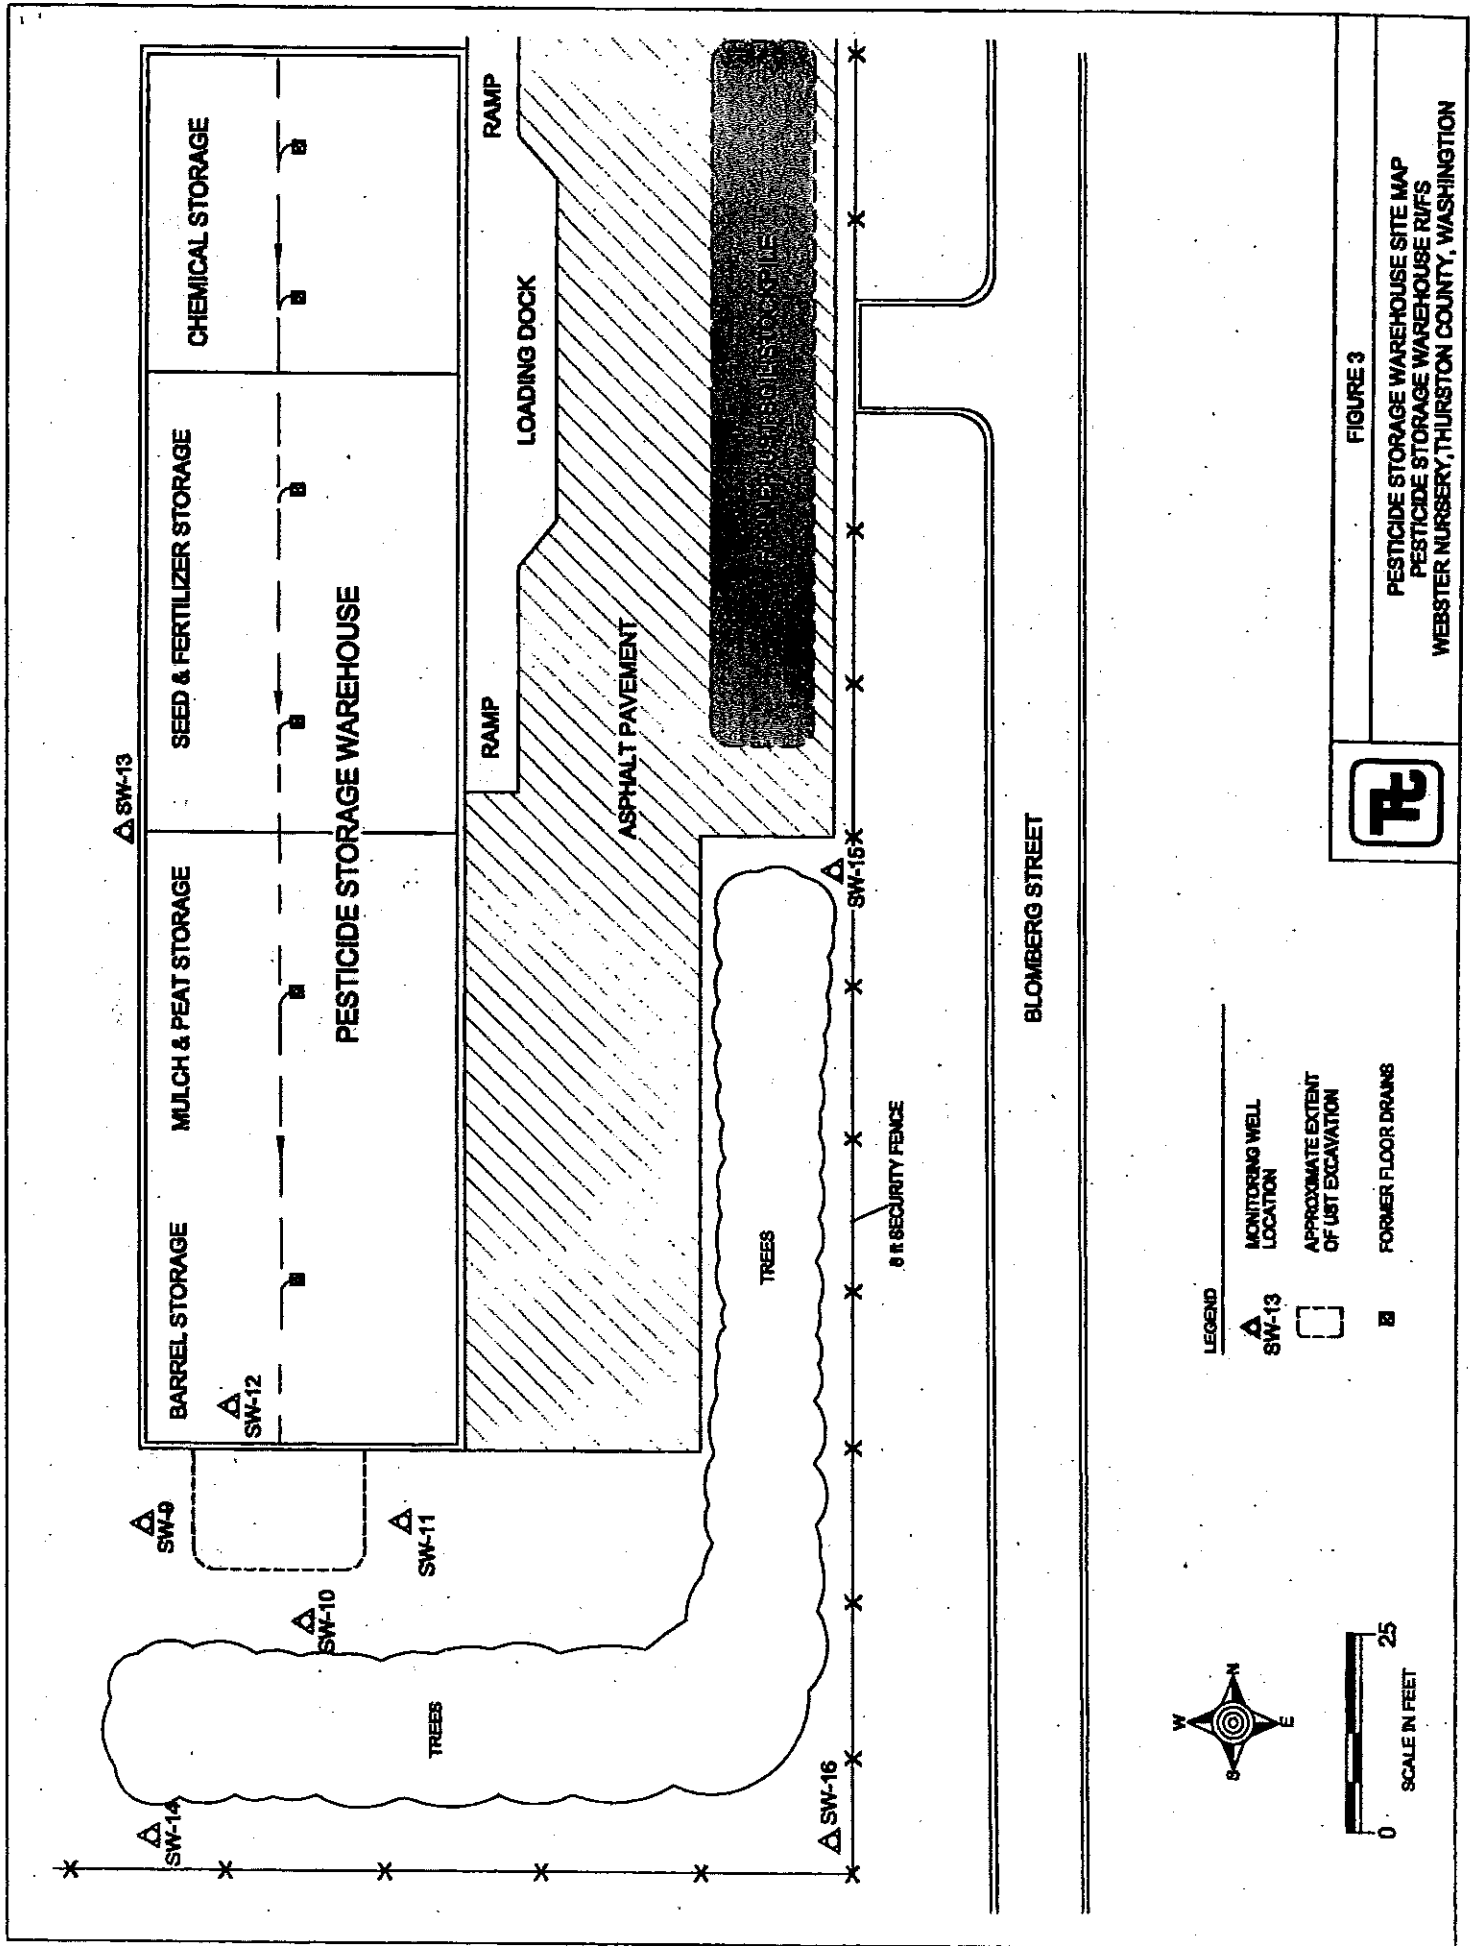 SW-14
SW-9
SW-10
SW-11
SW-12
SW-13
BARREL STORAGE
MULCH & PEAT STORAGE
SEED & FERTILIZER STORAGE
CHEMICAL STORAGE
PESTICIDE STORAGE WAREHOUSE
RAMP
LOADING DOCK
RAMP
ASPHALT PAVEMENT
TREES
TREES
SW-16
SW-15
8 ft SECURITY FENCE
BLOMBERG STREET
W
N
S
E
0
25
SCALE IN FEET
LEGEND
SW-13
MONITORING WELL
LOCATION
APPROXIMATE EXTENT
OF UST EXCAVATION
FORMER FLOOR DRAINS
Tt
FIGURE 3
PESTICIDE STORAGE WAREHOUSE SITE MAP
PESTICIDE STORAGE WAREHOUSE RI/FS
WEBSTER NURSERY,THURSTON COUNTY, WASHINGTION